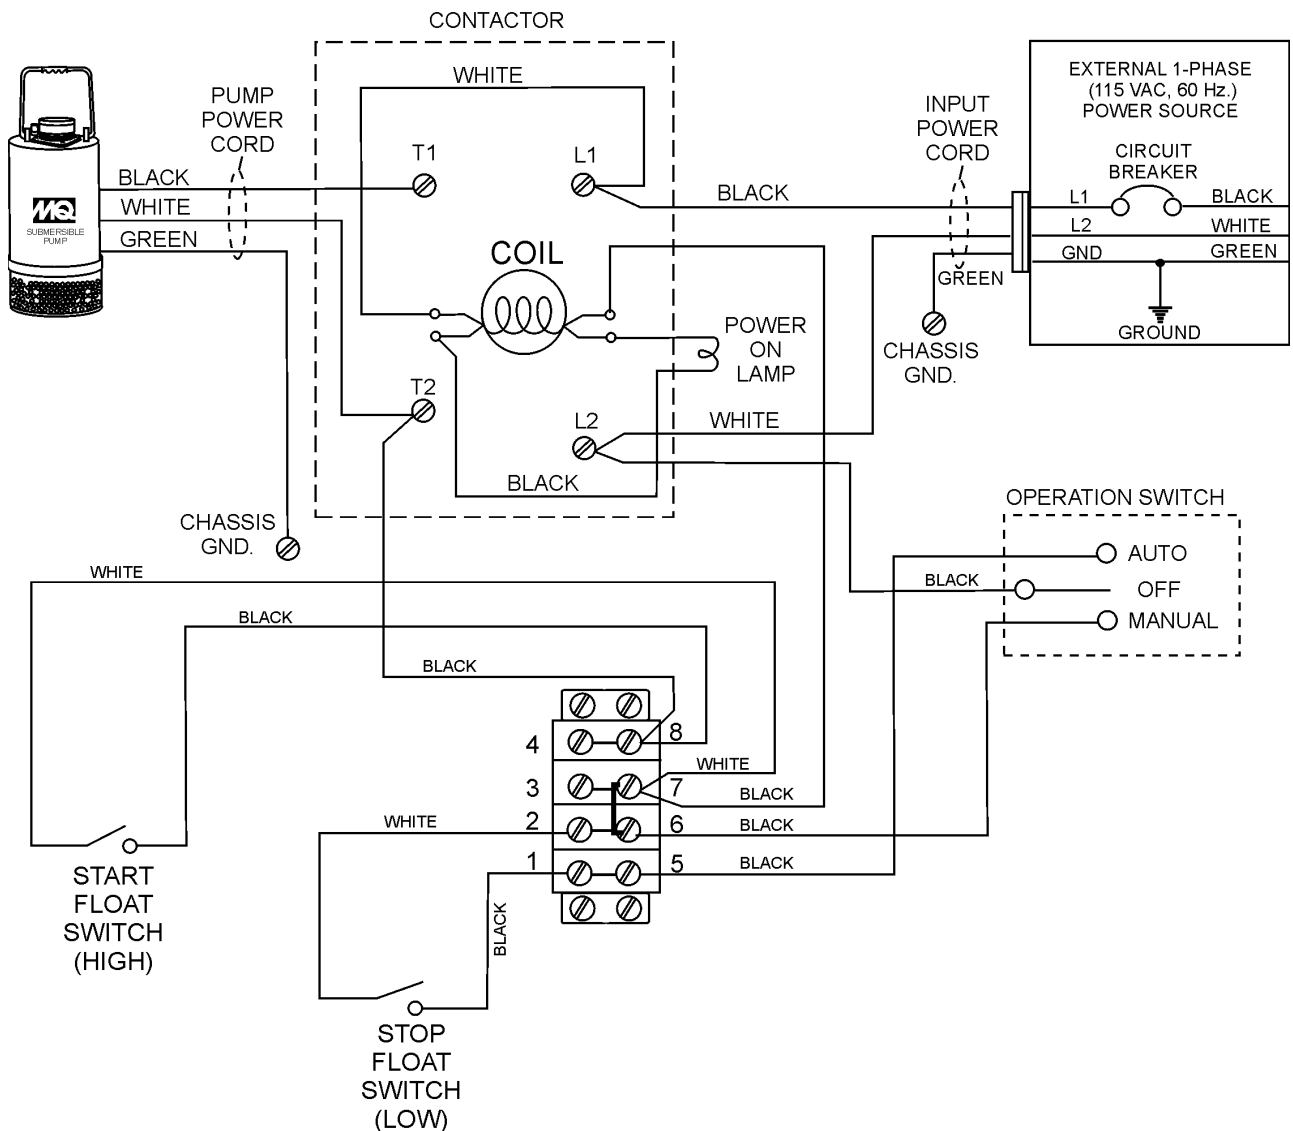 CONTACTOR
WHITE
PUMP
POWER
CORD
T1
L1
BLACK
WHITE
GREEN
MQ
SUBMERSIBLE
PUMP
BLACK
INPUT
POWER
CORD
EXTERNAL 1-PHASE
(115 VAC, 60 Hz.)
POWER SOURCE
CIRCUIT
BREAKER
L1
BLACK
L2
WHITE
GND
GREEN
GROUND
GREEN
CHASSIS
GND.
COIL
POWER
ON
LAMP
T2
L2
WHITE
BLACK
CHASSIS
GND.
OPERATION SWITCH
AUTO
BLACK
OFF
MANUAL
WHITE
BLACK
BLACK
4
8
WHITE
3
7
BLACK
WHITE
2
6
BLACK
1
5
BLACK
BLACK
START
FLOAT
SWITCH
(HIGH)
STOP
FLOAT
SWITCH
(LOW)